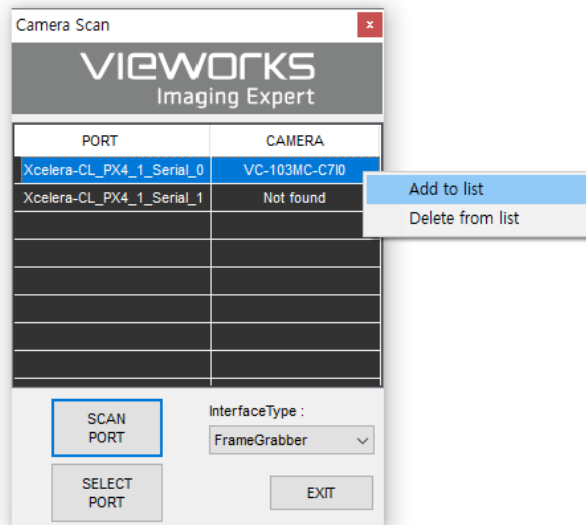 Camera Scan
x
VIEWORKS
Imaging Expert
PORT CAMERA
Xcelera-CL_PX4_1_Serial_0 VC-103MC-C7I0
Xcelera-CL_PX4_1_Serial_1 Not found
Add to list
Delete from list
SCAN
PORT
InterfaceType :
FrameGrabber
SELECT
PORT
EXIT